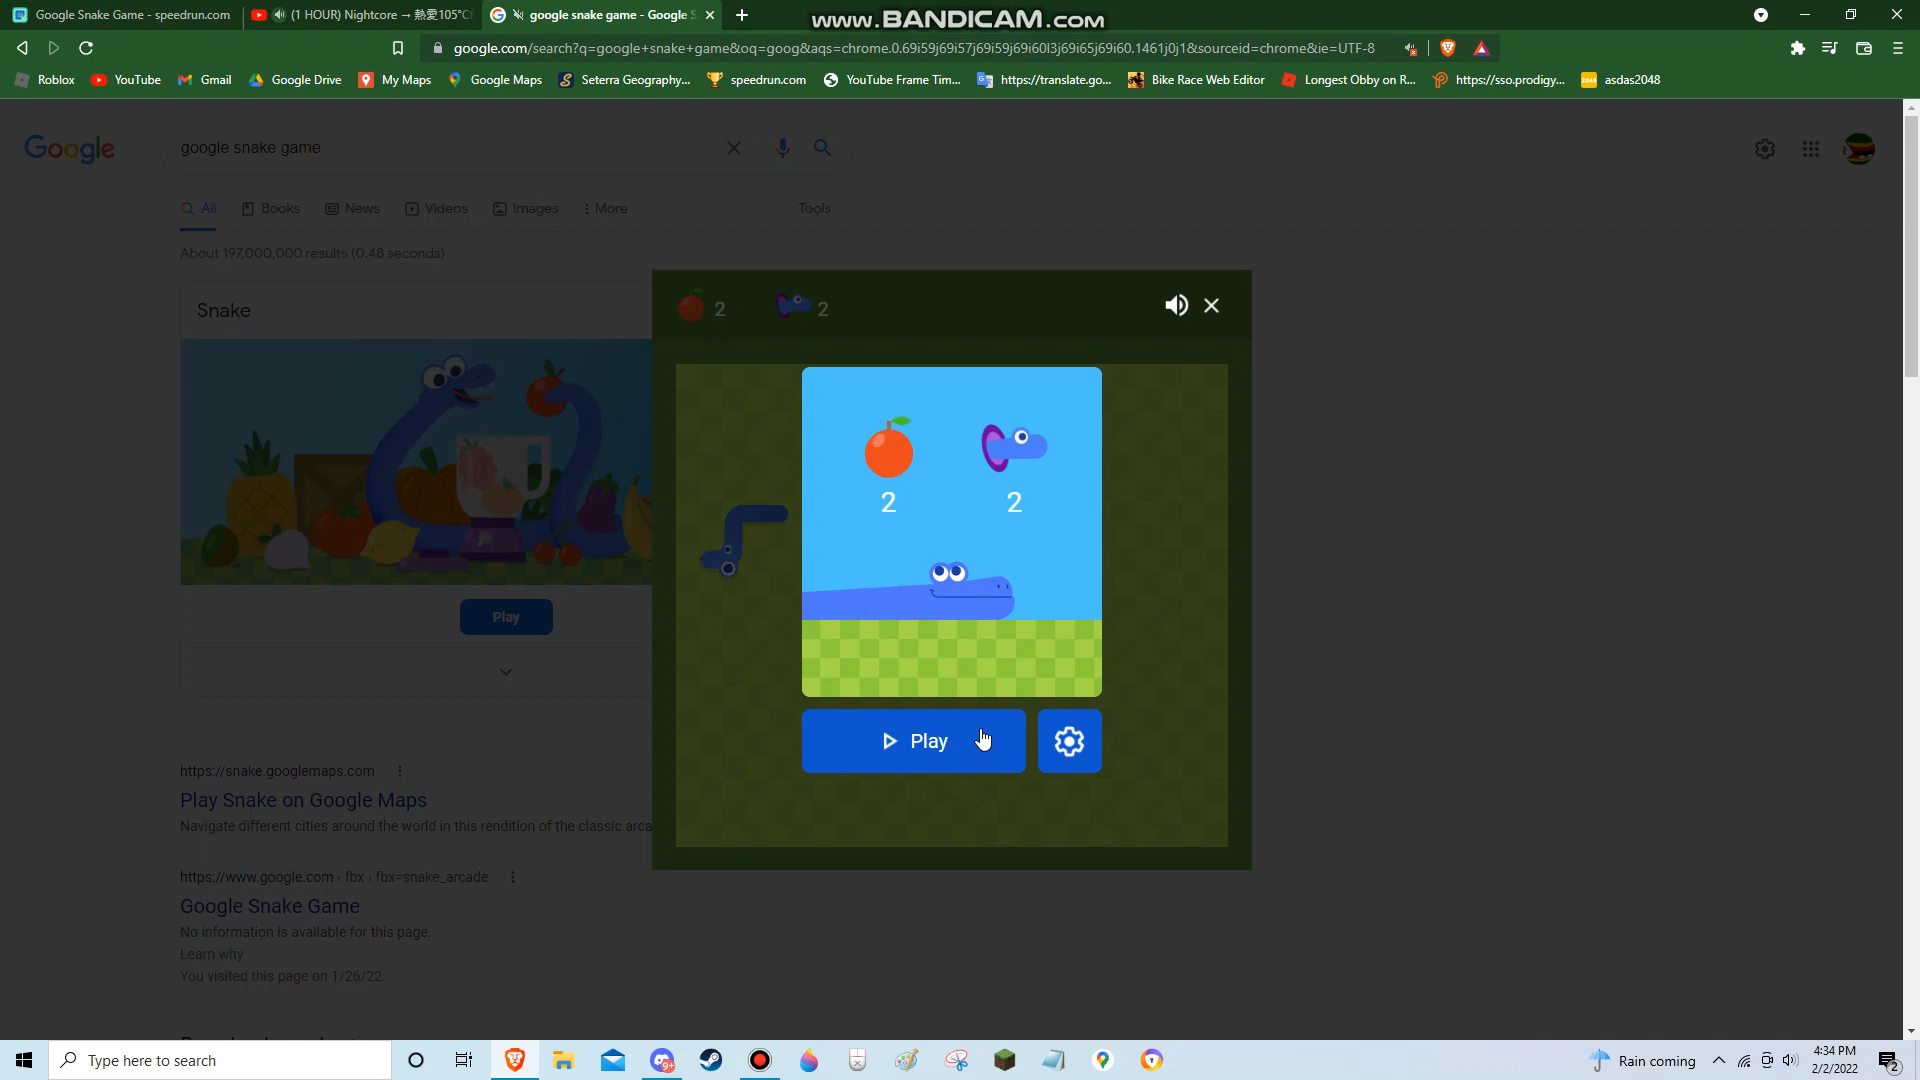 Google Snake Game - speedrun.com
(1 HOUR) Nightcore → 熱愛105°C
google snake game - Google S
www.BANDICAM.com
google.com/search?q=google+snake+game&oq=goog&aqs=chrome.0.69i59j69i57j69i59j69i60l3j69i65j69i60.1461j0j1&sourceid=chrome&ie=UTF-8
Roblox
YouTube
Gmail
Google Drive
My Maps
Google Maps
Seterra Geography...
speedrun.com
YouTube Frame Tim...
https://translate.go...
Bike Race Web Editor
Longest Obby on R...
https://sso.prodigy...
asdas2048
Google
google snake game
All
Books
News
Videos
Images
More
Tools
About 197,000,000 results (0.48 seconds)
Snake
2
2
2
2
Play
Play
https://snake.googlemaps.com
Play Snake on Google Maps
Navigate different cities around the world in this rendition of the classic arca
https://www.google.com › fbx › fbx=snake_arcade
Google Snake Game
No information is available for this page.
Learn why
You visited this page on 1/26/22.
Type here to search
9+
Rain coming
4:34 PM
2/2/2022
2